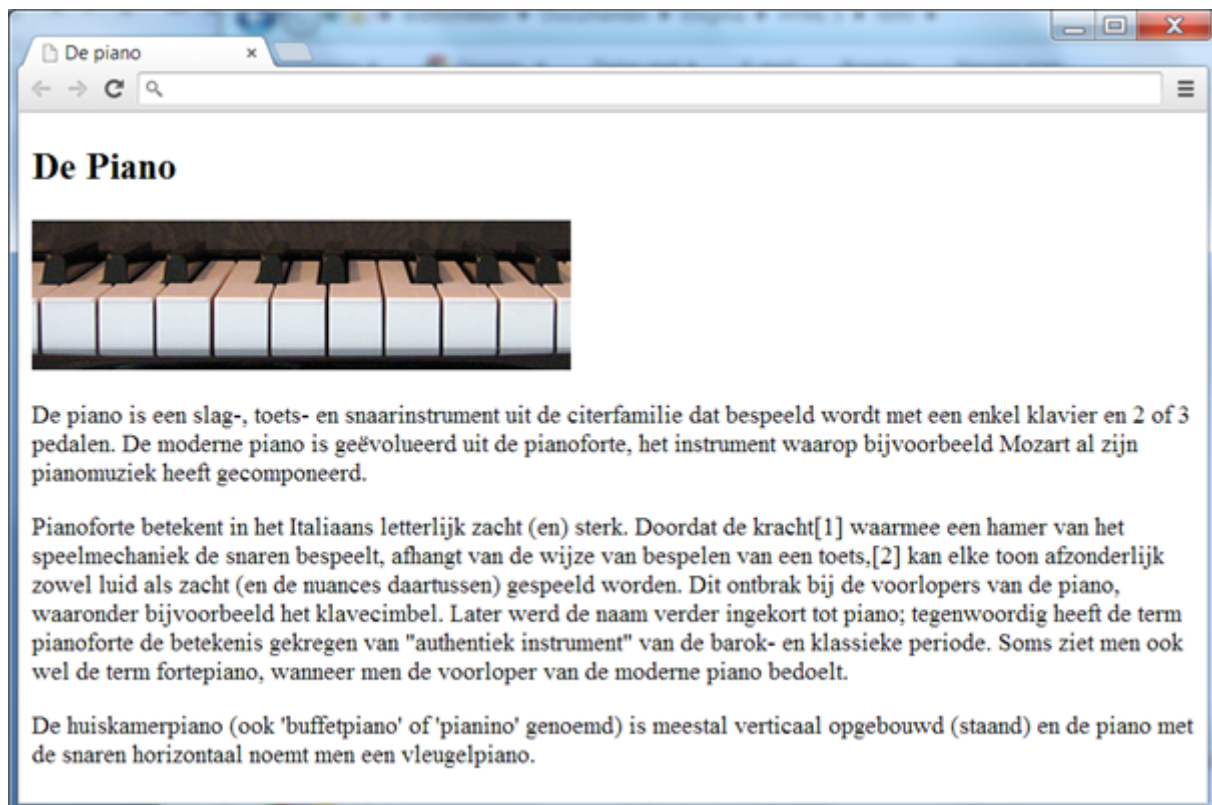 De piano
De Piano
De piano is een slag-, toets- en snaarinstrument uit de citerfamilie dat bespeeld wordt met een enkel klavier en 2 of 3
pedalen. De moderne piano is geëvolueerd uit de pianoforte, het instrument waarop bijvoorbeeld Mozart al zijn
pianomuziek heeft gecomponeerd.
Pianoforte betekent in het Italiaans letterlijk zacht (en) sterk. Doordat de kracht[1] waarmee een hamer van het
speelmechaniek de snaren bespeelt, afhangt van de wijze van bespelen van een toets,[2] kan elke toon afzonderlijk
zowel luid als zacht (en de nuances daartussen) gespeeld worden. Dit ontbrak bij de voorlopers van de piano,
waaronder bijvoorbeeld het klavecimbel. Later werd de naam verder ingekort tot piano; tegenwoordig heeft de term
pianoforte de betekenis gekregen van "authentiek instrument" van de barok- en klassieke periode. Soms ziet men ook
wel de term fortepiano, wanneer men de voorloper van de moderne piano bedoelt.
De huiskamerpiano (ook 'buffetpiano' of 'pianino' genoemd) is meestal verticaal opgebouwd (staand) en de piano met
de snaren horizontaal noemt men een vleugelpiano.